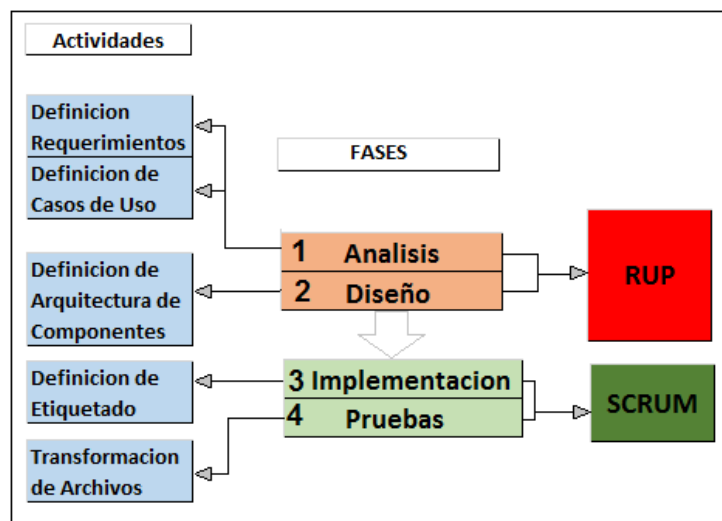 Actividades
Definicion
Requerimientos
Definicion de
Casos de Uso
Definicion de
Arquitectura de
Componentes
Definicion de
Etiquetado
Transformacion
de Archivos
FASES
1 Analisis
2 Diseño
3 Implementacion
4 Pruebas
RUP
SCRUM